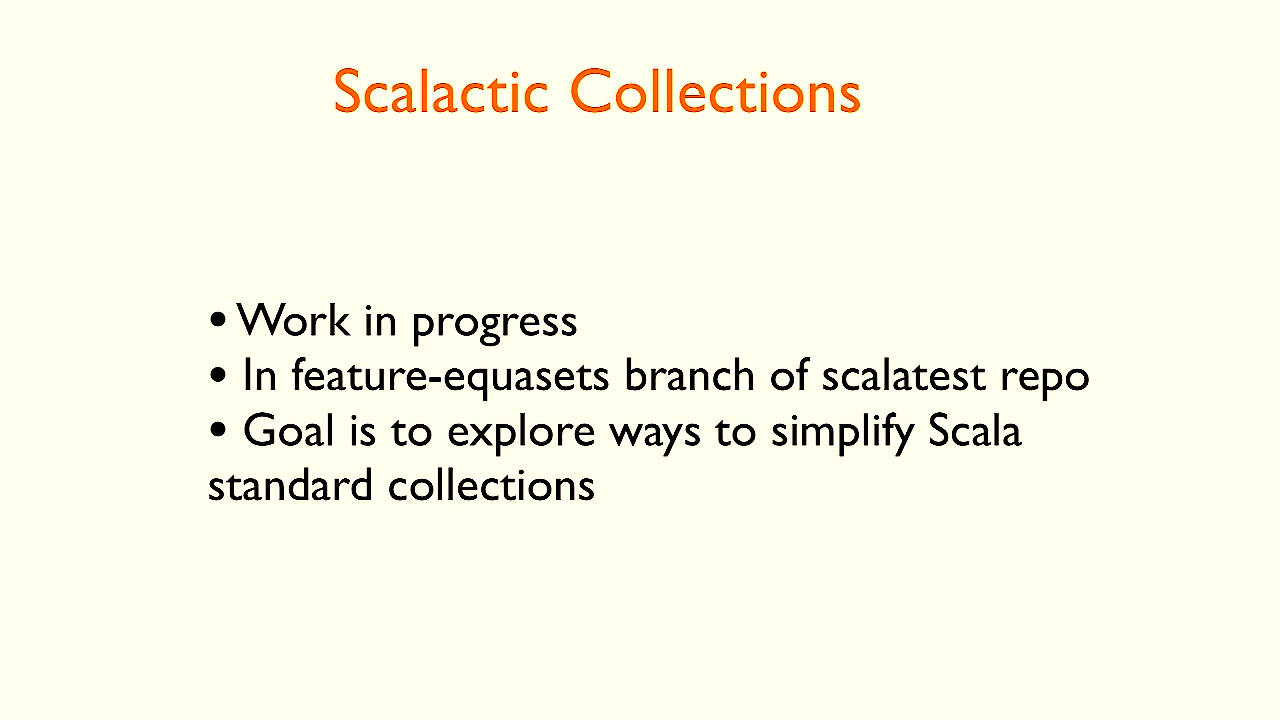 Scalactic Collections
• Work in progress
• In feature-equasets branch of scalatest repo
• Goal is to explore ways to simplify Scala
standard collections